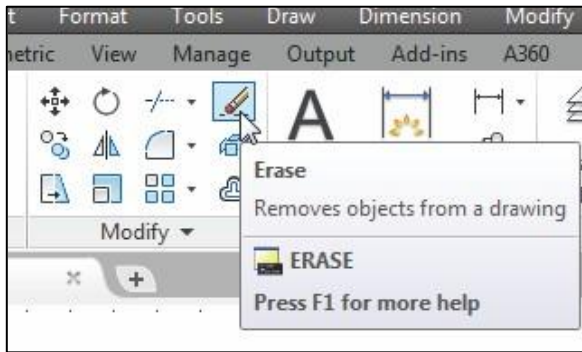 t Format Tools Draw Dimension Modify
netric View Manage Output Add-ins A360
A
Modify
Erase
Removes objects from a drawing
ERASE
Press F1 for more help